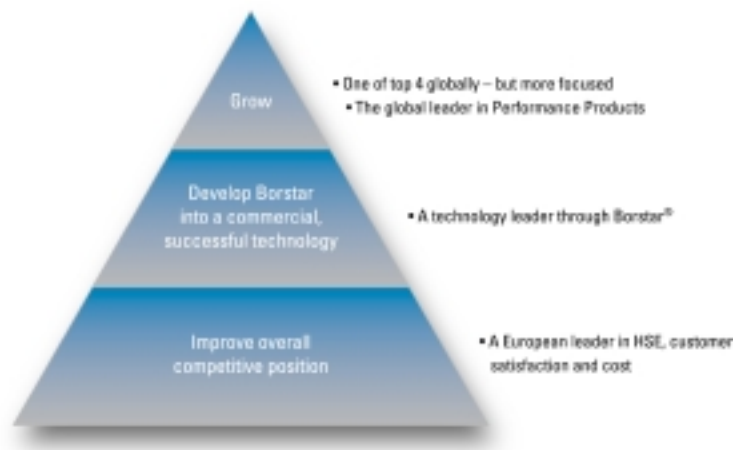 Grow
• One of top 4 globally – but more focused
• The global leader in Performance Products
Develop Borstar
into a commercial,
successful technology
• A technology leader through Borstar®
Improve overall
competitive position
• A European leader in HSE, customer
satisfaction and cost